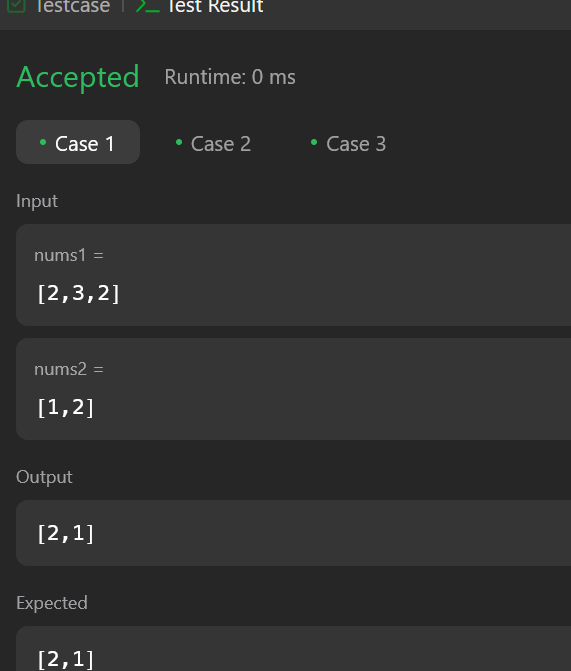 Testcase | Test Result
Accepted Runtime: 0 ms
Case 1 Case 2 Case 3
Input
nums1 =
[2,3,2]
nums2 =
[1,2]
Output
[2,1]
Expected
[2,1]